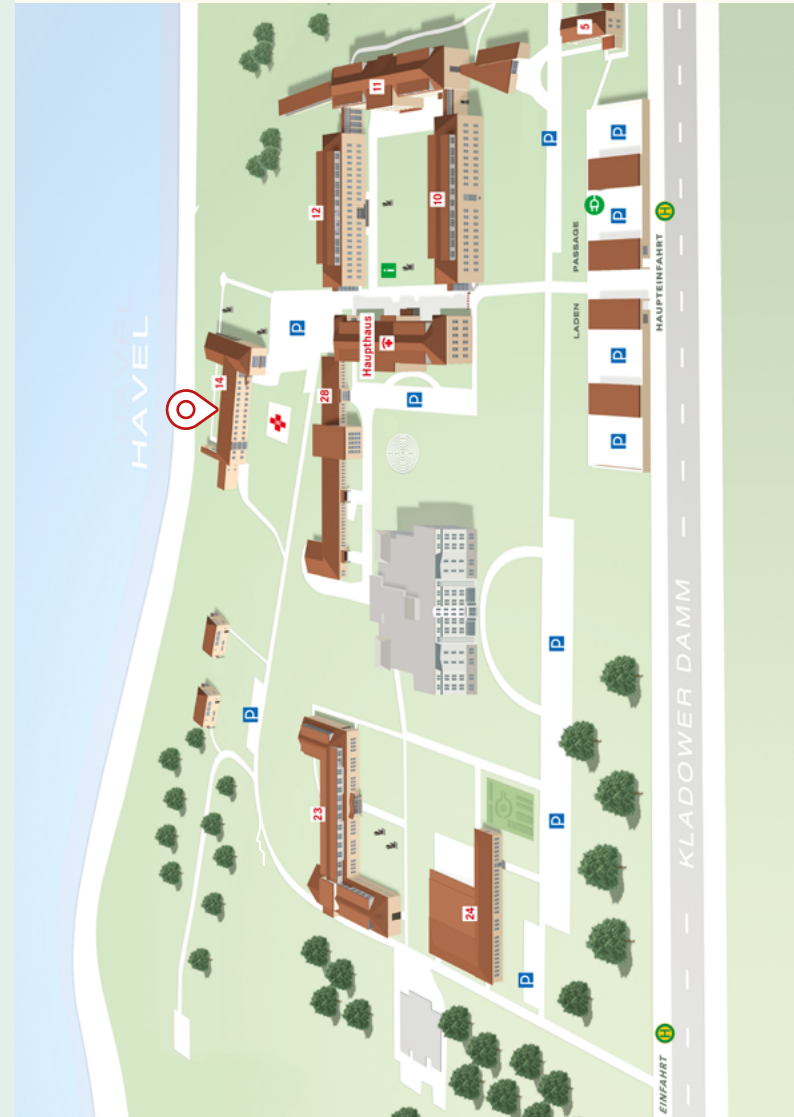 HAVEL
11
5
12
10
P
P
P
P
i
PASSAGE
H
HAUPTEINFAHRT
LADEN
P
Haupthaus
14
28
P
P
P
P
P
23
24
P
P
KLADOWER DAMM
H
EINFAHRT